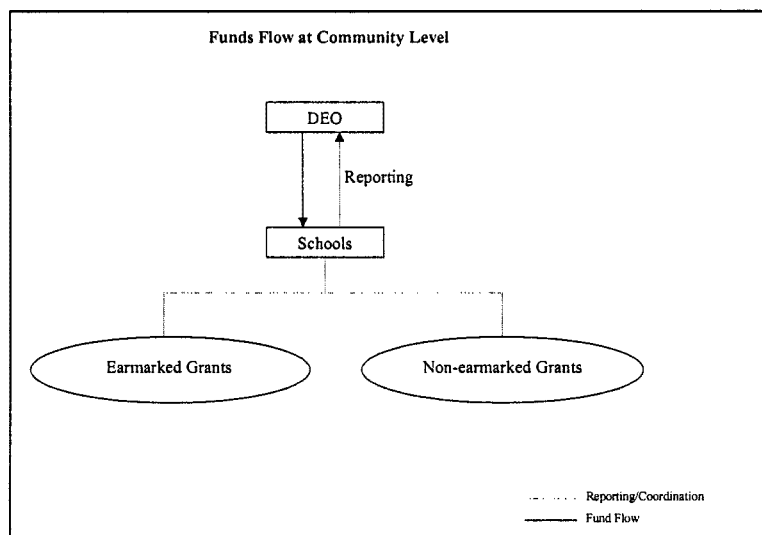 Funds Flow at Community Level
DEO
Reporting
Schools
Earmarked Grants
Non-earmarked Grants
Reporting/Coordination
Fund Flow